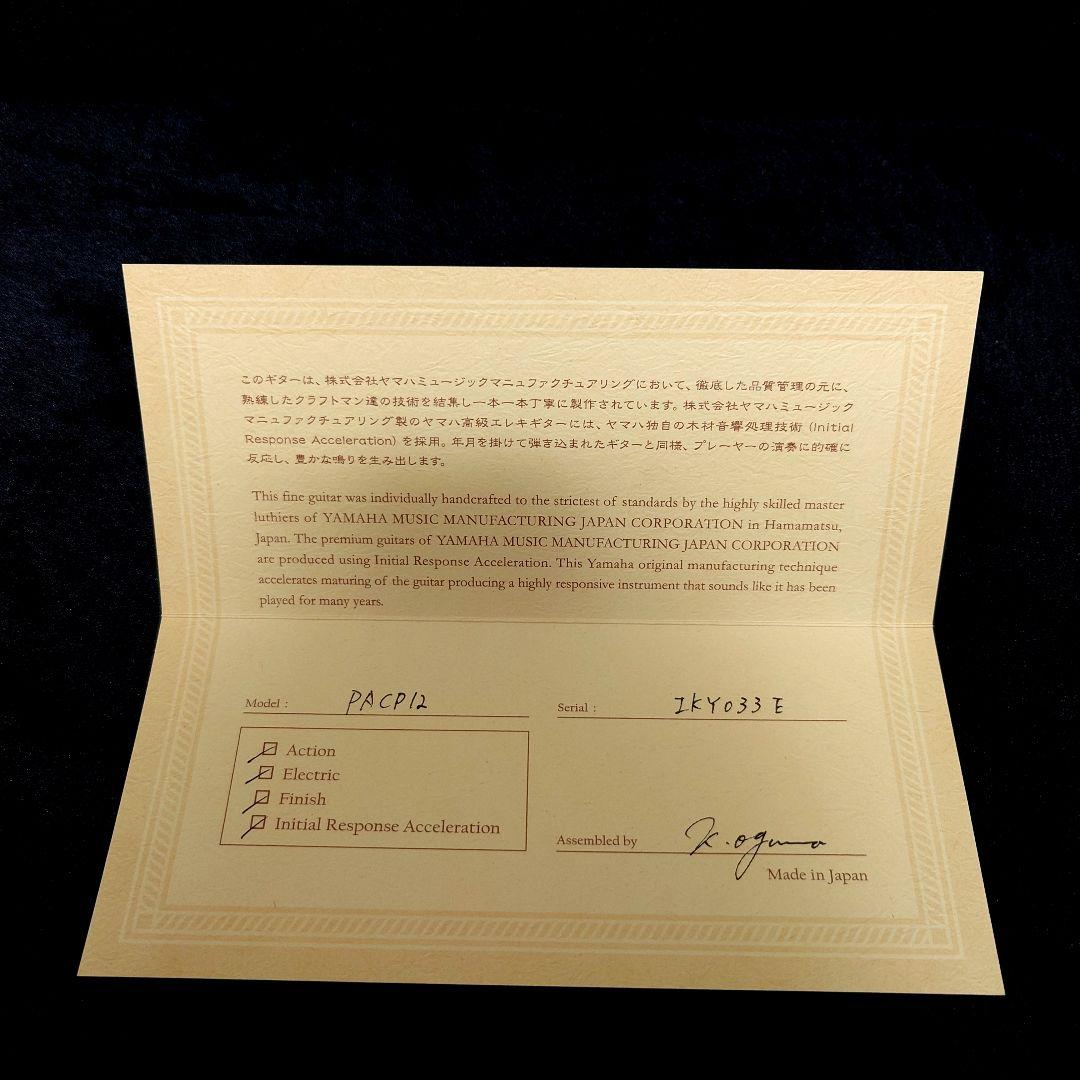 このギターは、株式会社ヤマハミュージックマニュファクチュアリングにおいて、徹底した品質管理の元に、
熟練したクラフトマン達の技術を結集し一本一本丁寧に製作されています。株式会社ヤマハミュージック
マニュファクチュアリング製のヤマハ高級エレキギターには、ヤマハ独自の木材音響処理技術（Initial
Response Acceleration）を採用。年月を掛けて弾き込まれたギターと同様、プレーヤーの演奏に的確に
反応し、豊かな鳴りを生み出します。
This fine guitar was individually handcrafted to the strictest of standards by the highly skilled master
luthiers of YAMAHA MUSIC MANUFACTURING JAPAN CORPORATION in Hamamatsu,
Japan. The premium guitars of YAMAHA MUSIC MANUFACTURING JAPAN CORPORATION
are produced using Initial Response Acceleration. This Yamaha original manufacturing technique
accelerates maturing of the guitar producing a highly responsive instrument that sounds like it has been
played for many years.
Model : PACP12
Serial : IKY033E
Action
Electric
Finish
Initial Response Acceleration
Assembled by K. Oguma
Made in Japan